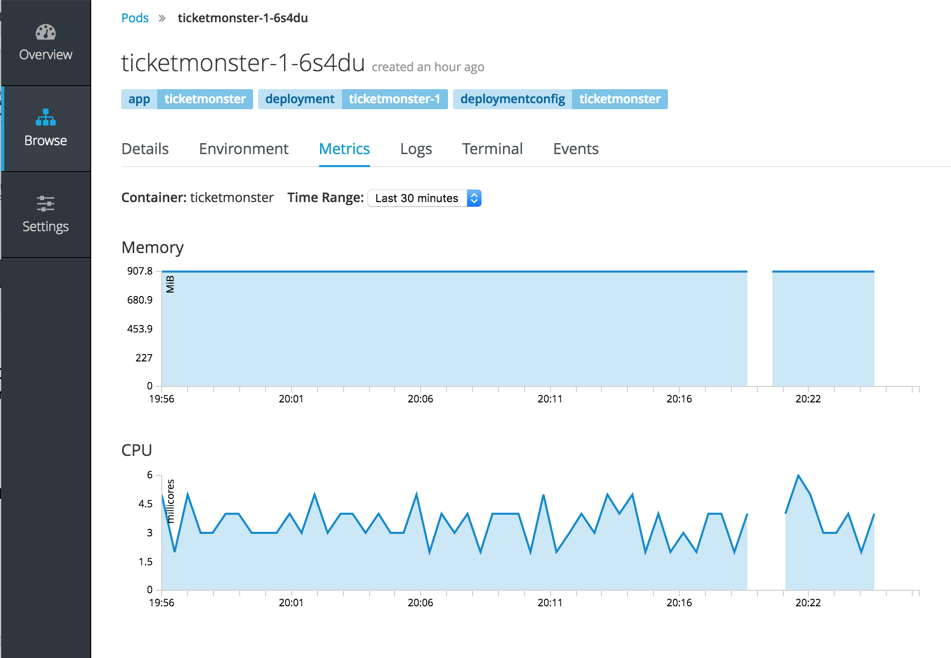 Overview
Browse
Settings
Pods » ticketmonster-1-6s4du
ticketmonster-1-6s4du created an hour ago
app ticketmonster deployment ticketmonster-1 deploymentconfig ticketmonster
Details Environment Metrics Logs Terminal Events
Container: ticketmonster Time Range: Last 30 minutes
Memory
907.8
680.9
453.9
227
0
MiB
19:56 20:01 20:06 20:11 20:16 20:22
CPU
6
4.5
3
1.5
0
millicores
19:56 20:01 20:06 20:11 20:16 20:22